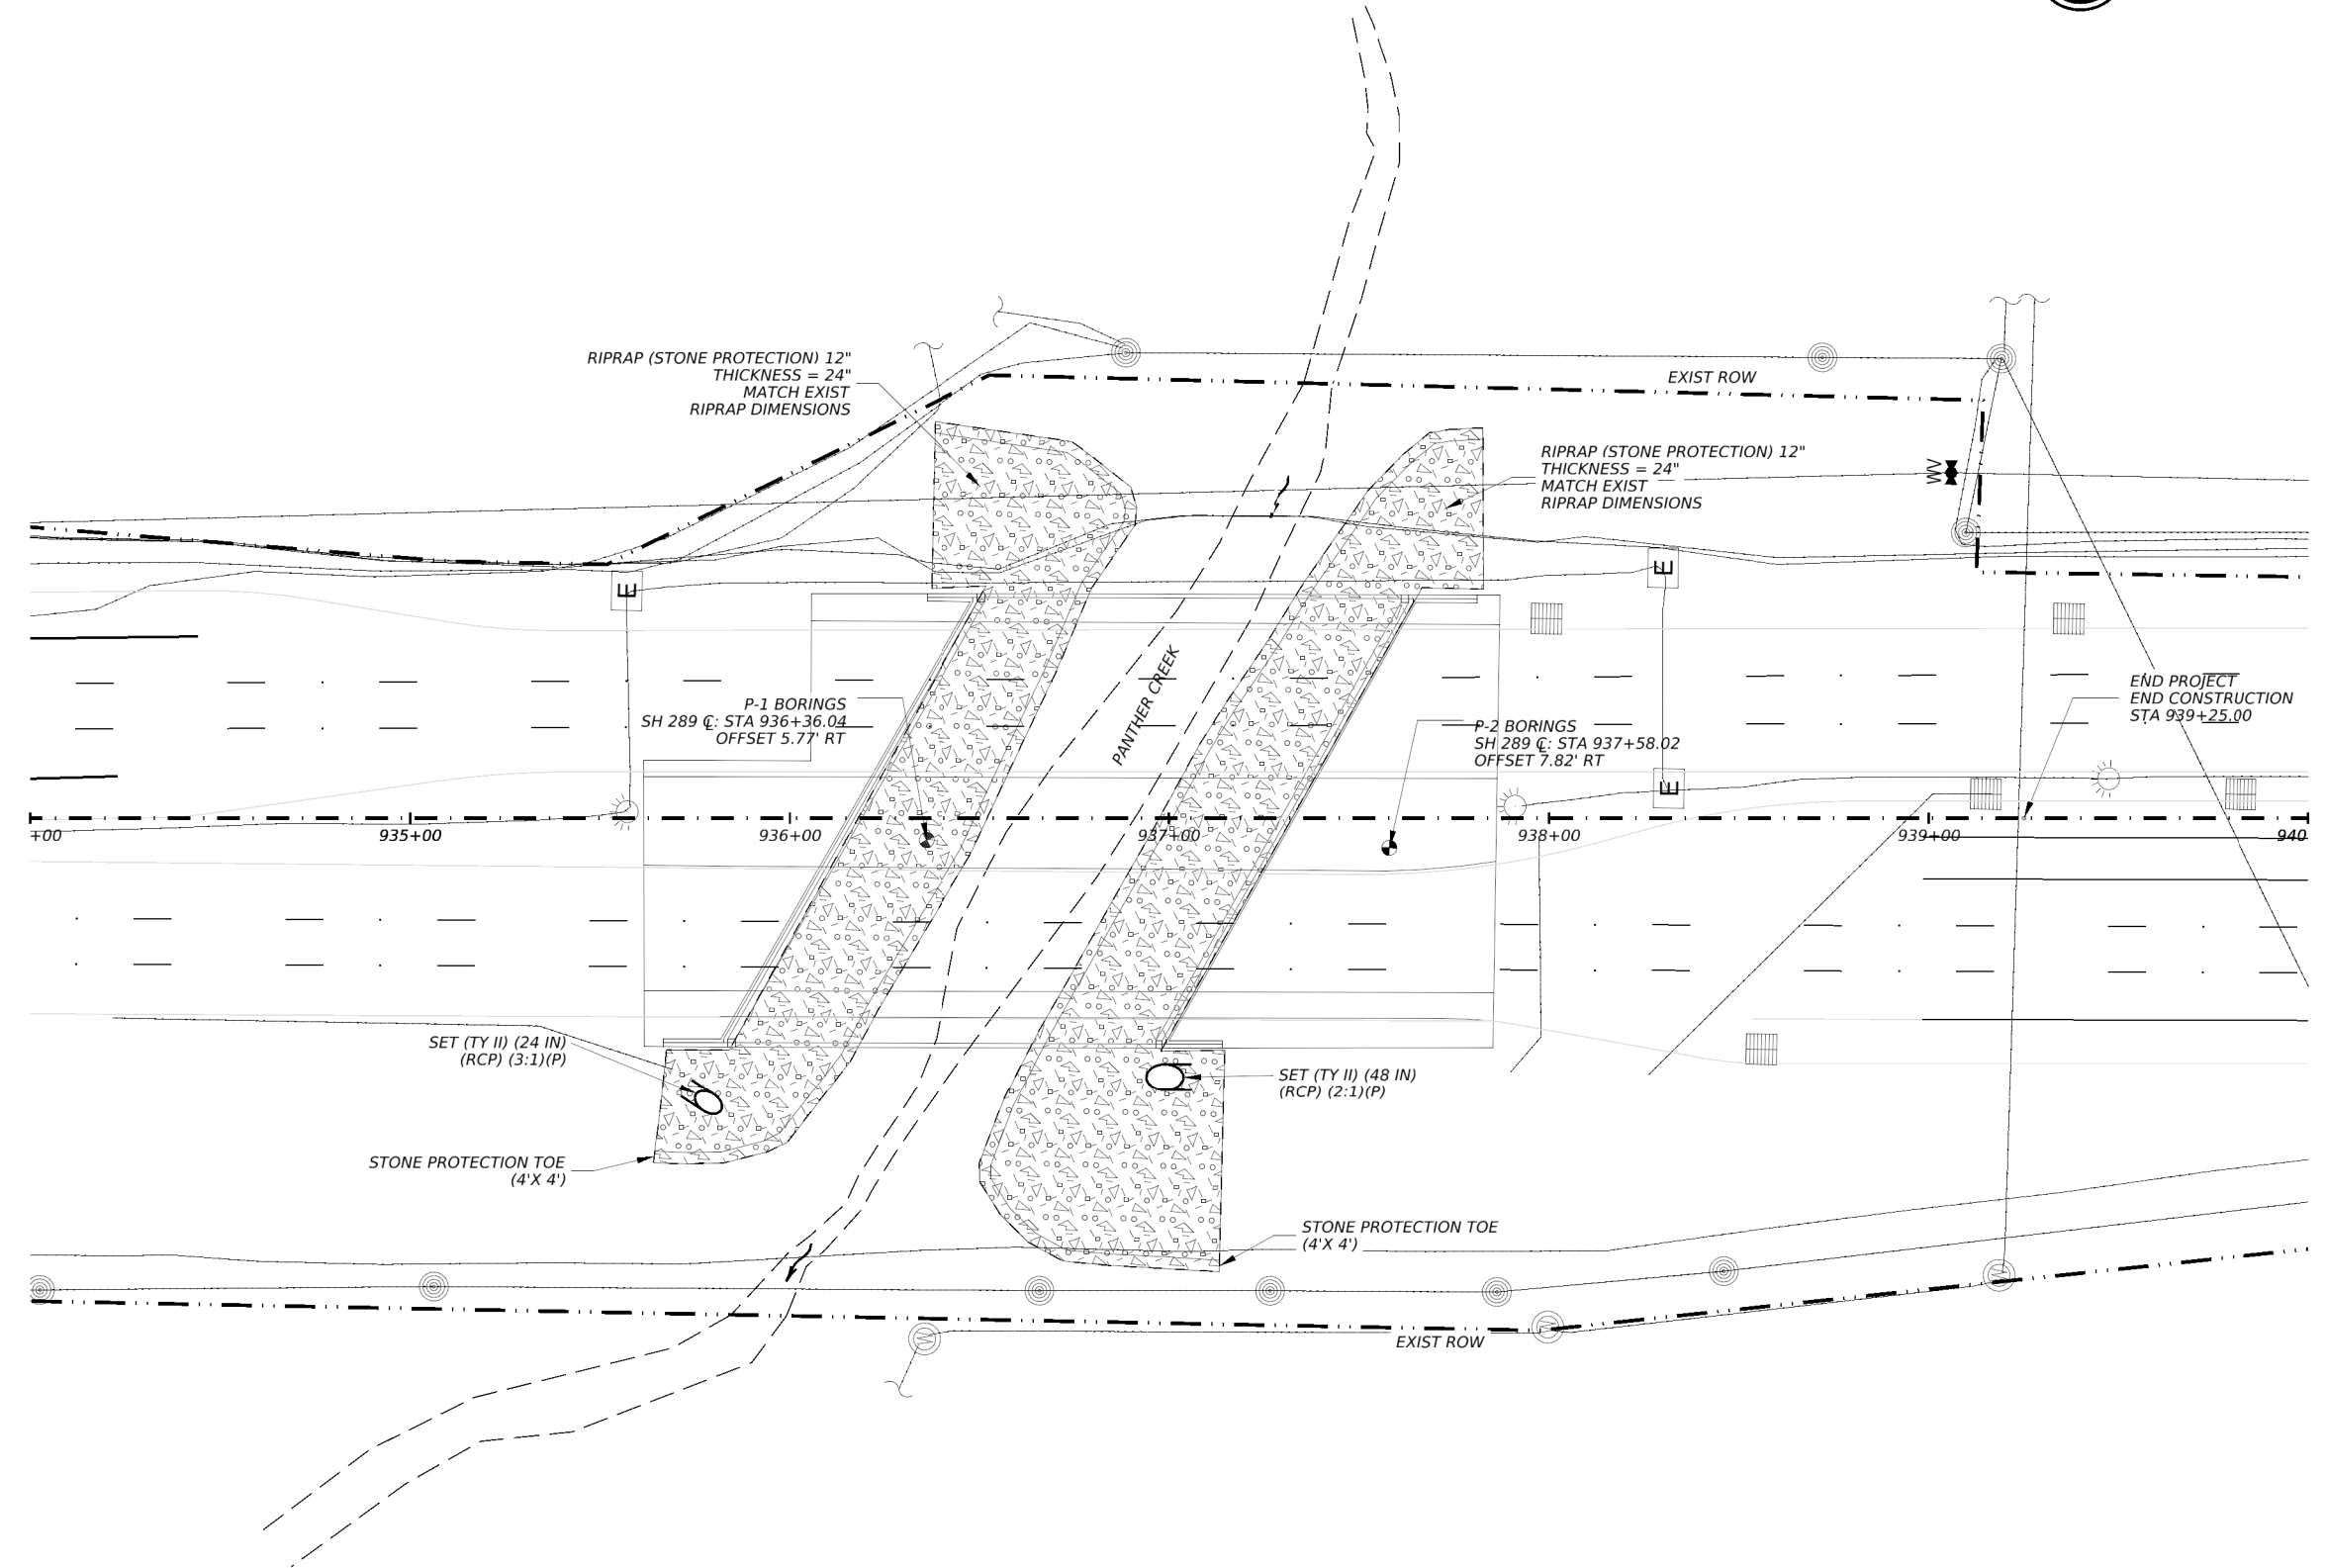 RIPRAP (STONE PROTECTION) 12"
THICKNESS = 24"
MATCH EXIST
RIPRAP DIMENSIONS
EXIST ROW
RIPRAP (STONE PROTECTION) 12"
THICKNESS = 24"
MATCH EXIST
RIPRAP DIMENSIONS
WV
E
E
PANTHER CREEK
P-1 BORINGS
SH 289 ℄: STA 936+36.04
OFFSET 5.77' RT
P-2 BORINGS
SH 289 ℄: STA 937+58.02
OFFSET 7.82' RT
END PROJECT
END CONSTRUCTION
STA 939+25.00
E
+00
935+00
936+00
937+00
938+00
939+00
940
SET (TY II) (24 IN)
(RCP) (3:1)(P)
SET (TY II) (48 IN)
(RCP) (2:1)(P)
STONE PROTECTION TOE
(4'X 4')
STONE PROTECTION TOE
(4'X 4')
EXIST ROW